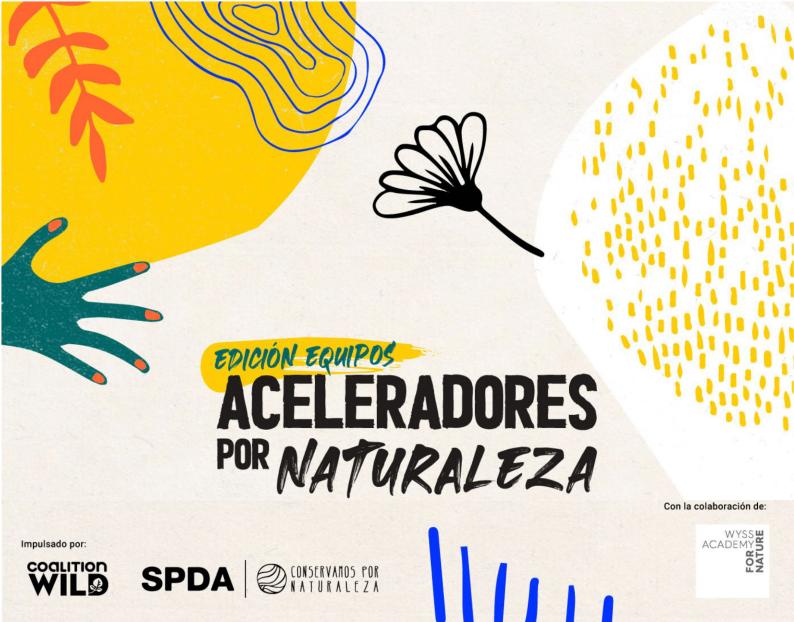 EDICIÓN EQUIPOS
ACELERADORES
POR NATURALEZA
Con la colaboración de:
WYSS
ACADEMY
FOR
NATURE
Impulsado por:
COALITION
WILD
SPDA
CONSERVAMOS POR
NATURALEZA